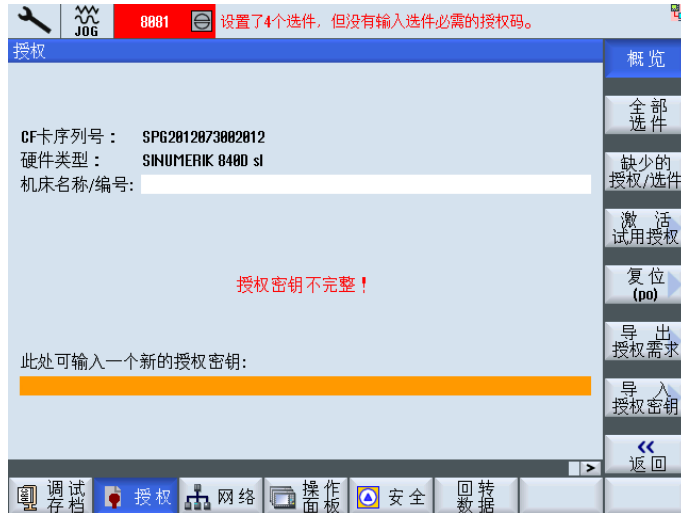 JOG
8081
设置了4个选件，但没有输入选件必需的授权码。
授权
概览
全部
选件
CF卡序列号： SPG2012073002012
硬件类型： SINUMERIK 840D sl
机床名称/编号:
缺少的
授权/选件
激活
试用授权
授权密钥不完整！
复位
(po)
导出
授权需求
此处可输入一个新的授权密钥:
导入
授权密钥
<<
返回
>
调试
存档
授权
网络
操作
面板
安全
回转
数据